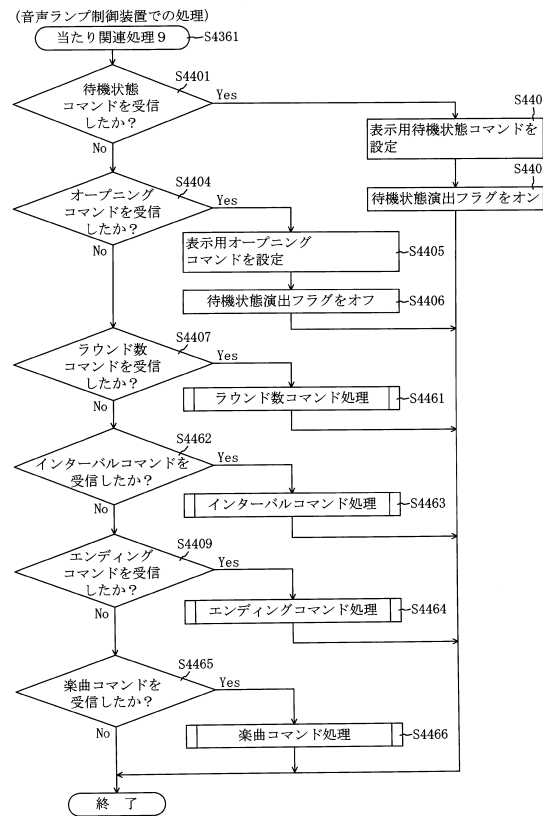 (音声ランプ制御装置での処理)
当たり関連処理９
S4361
S4401
待機状態
コマンドを受信
したか？
Yes
No
S440
表示用待機状態コマンドを
設定
S440
待機状態演出フラグをオン
S4404
オープニング
コマンドを受信
したか？
Yes
No
表示用オープニング
コマンドを設定
S4405
待機状態演出フラグをオフ
S4406
S4407
ラウンド数
コマンドを受信
したか？
Yes
No
ラウンド数コマンド処理
S4461
S4462
インターバルコマンドを
受信したか？
Yes
No
インターバルコマンド処理
S4463
S4409
エンディング
コマンドを受信
したか？
Yes
No
エンディングコマンド処理
S4464
S4465
楽曲コマンドを
受信したか？
Yes
No
楽曲コマンド処理
S4466
終　了